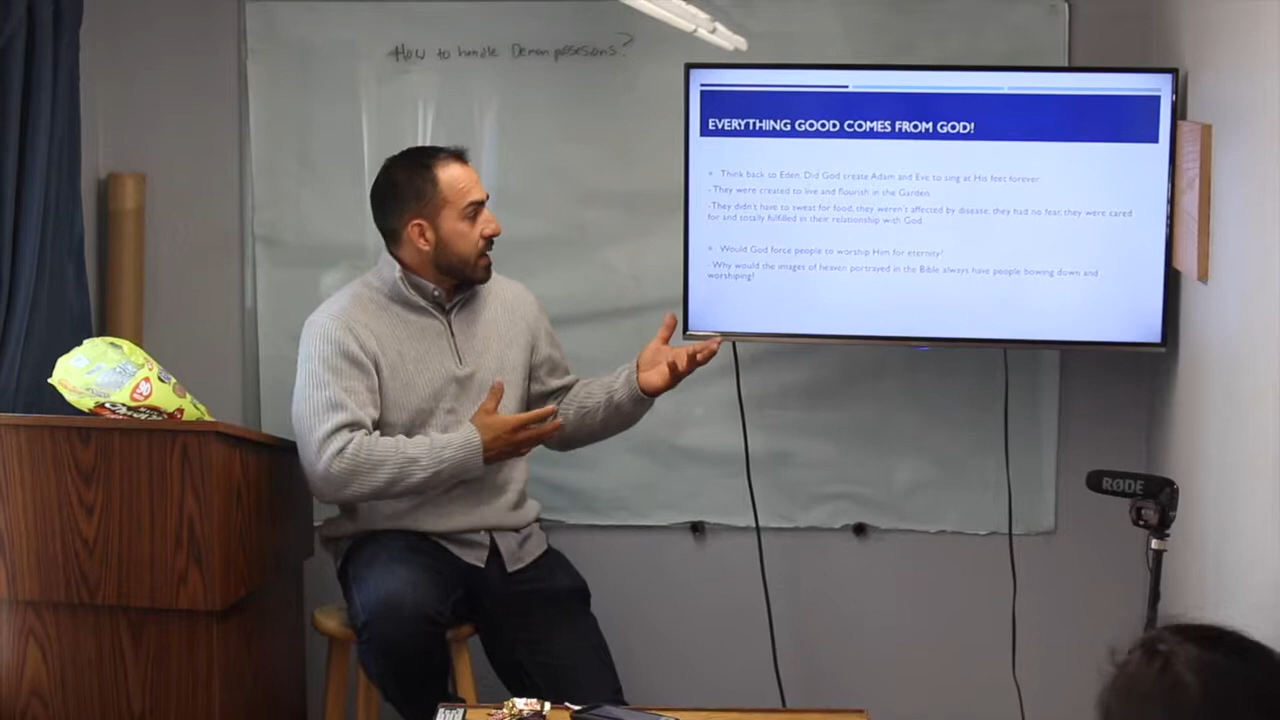 How to handle Demon possesions?
EVERYTHING GOOD COMES FROM GOD!
Think back to Eden. Did God create Adam and Eve to sing at His feet forever
- They were created to live and flourish in the Garden.
-They didn't have to sweat for food, they weren't affected by disease, they had no fear, they were cared
for and totally fulfilled in their relationship with God.
Would God force people to worship Him for eternity?
- Why would the images of heaven portrayed in the Bible always have people bowing down and
worshiping!
RØDE